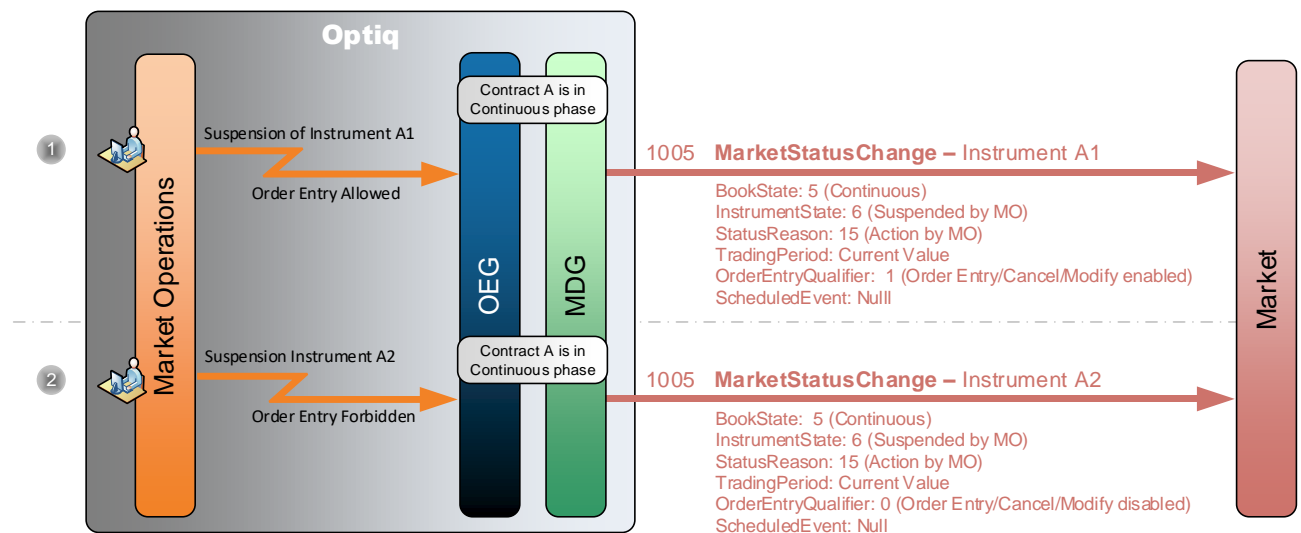 Optiq
Contract A is in
Continuous phase
1
Suspension of Instrument A1
Order Entry Allowed
1005 MarketStatusChange – Instrument A1
BookState: 5 (Continuous)
InstrumentState: 6 (Suspended by MO)
StatusReason: 15 (Action by MO)
TradingPeriod: Current Value
OrderEntryQualifier: 1 (Order Entry/Cancel/Modify enabled)
ScheduledEvent: Nulll
Market Operations
OEG
MDG
Market
Contract A is in
Continuous phase
2
Suspension Instrument A2
Order Entry Forbidden
1005 MarketStatusChange – Instrument A2
BookState: 5 (Continuous)
InstrumentState: 6 (Suspended by MO)
StatusReason: 15 (Action by MO)
TradingPeriod: Current Value
OrderEntryQualifier: 0 (Order Entry/Cancel/Modify disabled)
ScheduledEvent: Null